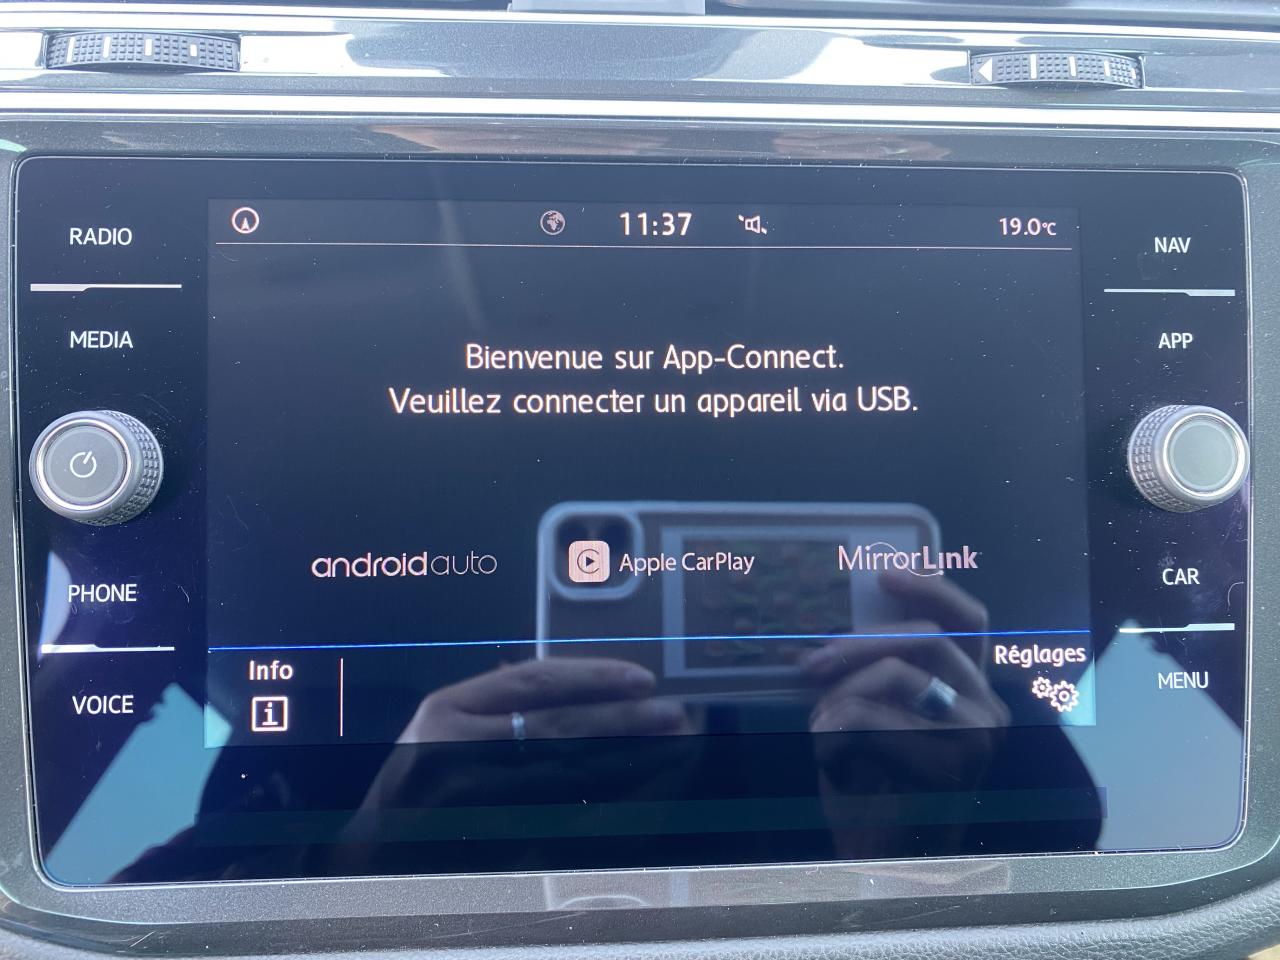 RADIO
MEDIA
PHONE
VOICE
11:37
19.0°C
Bienvenue sur App-Connect.
Veuillez connecter un appareil via USB.
androidauto
Apple CarPlay
MirrorLink
Info
i
Réglages
NAV
APP
CAR
MENU